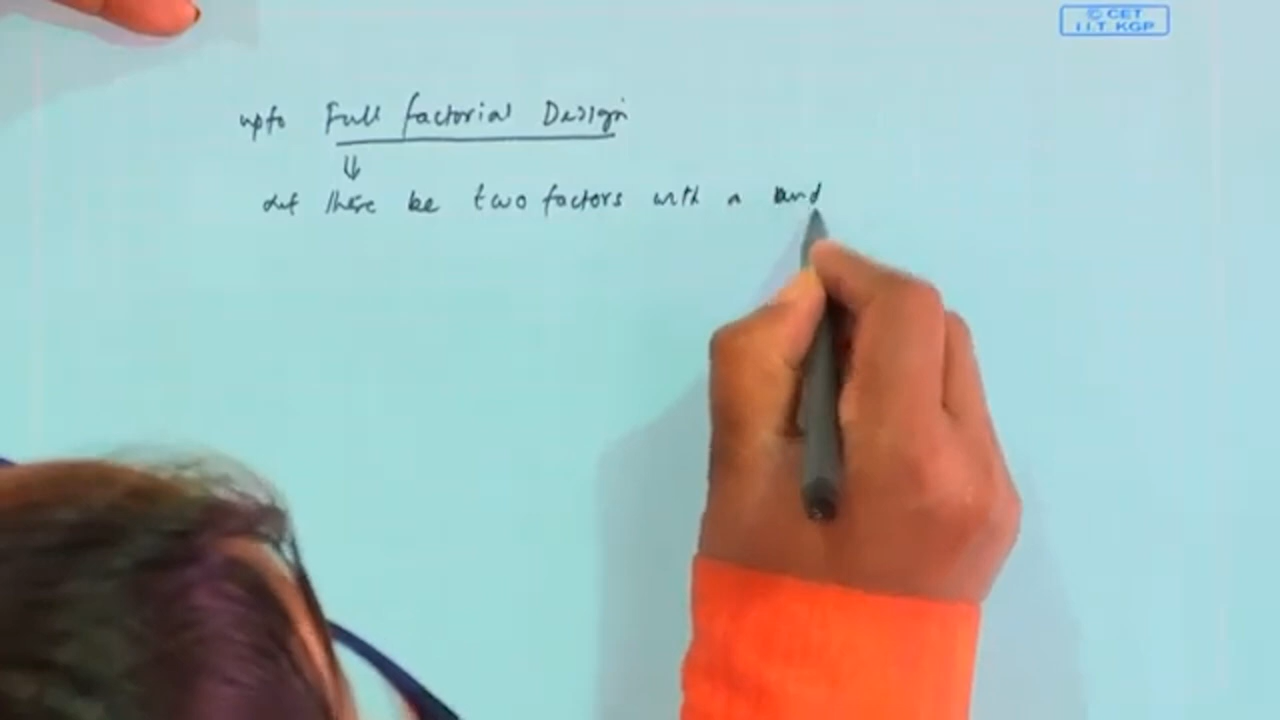 © CET
I.I.T. KGP
upto Full factorial Design
⇓
Let there be two factors with a and